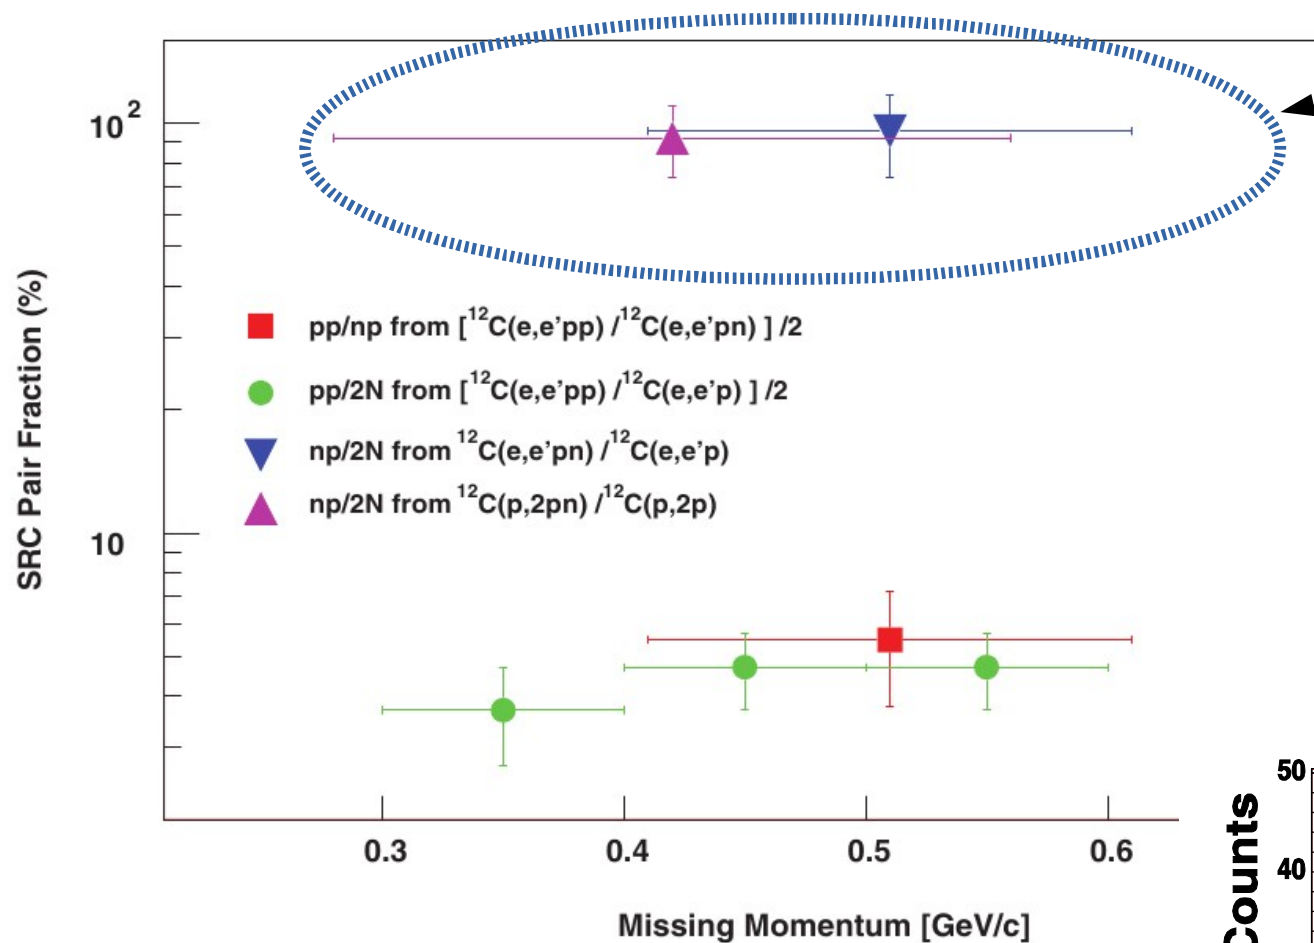 10²
pp/np from [¹²C(e,e’pp) /¹²C(e,e’pn) ] /2
pp/2N from [¹²C(e,e’pp) /¹²C(e,e’p) ] /2
np/2N from ¹²C(e,e’pn) /¹²C(e,e’p)
np/2N from ¹²C(p,2pn) /¹²C(p,2p)
SRC Pair Fraction (%)
10
0.3 0.4 0.5 0.6
Missing Momentum [GeV/c]
50
40
Counts